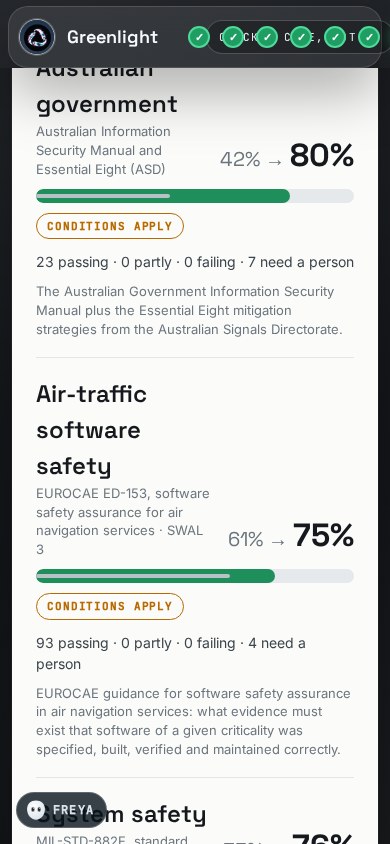 Greenlight
Australian
government
Australian Information
Security Manual and
Essential Eight (ASD)
42% → 80%
CONDITIONS APPLY
23 passing · 0 partly · 0 failing · 7 need a person
The Australian Government Information Security
Manual plus the Essential Eight mitigation
strategies from the Australian Signals Directorate.
Air-traffic
software
safety
EUROCAE ED-153, software
safety assurance for air
navigation services · SWAL
3
61% → 75%
CONDITIONS APPLY
93 passing · 0 partly · 0 failing · 4 need a
person
EUROCAE guidance for software safety assurance
in air navigation services: what evidence must
exist that software of a given criticality was
specified, built, verified and maintained correctly.
FREYA
System safety
MIL-STD-882E, standard
76%